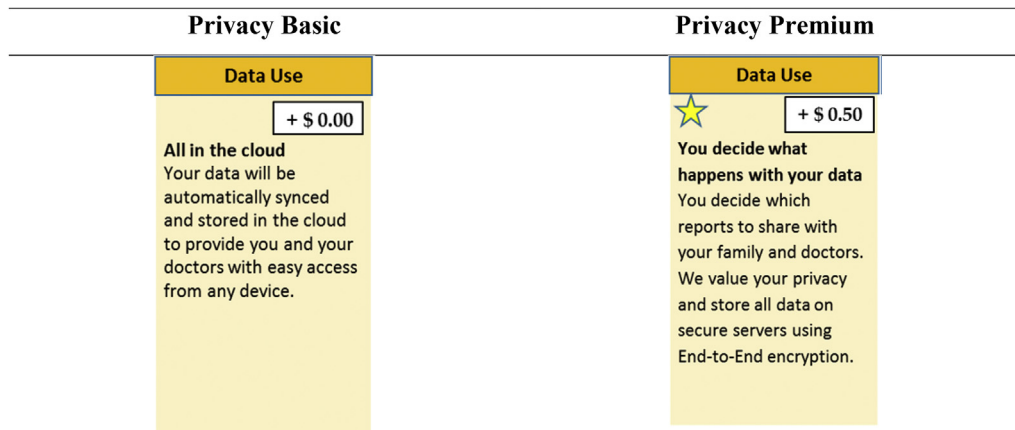 Privacy Basic
Privacy Premium
Data Use
+ $ 0.00
All in the cloud
Your data will be
automatically synced
and stored in the cloud
to provide you and your
doctors with easy access
from any device.
Data Use
+ $ 0.50
You decide what
happens with your data
You decide which
reports to share with
your family and doctors.
We value your privacy
and store all data on
secure servers using
End-to-End encryption.